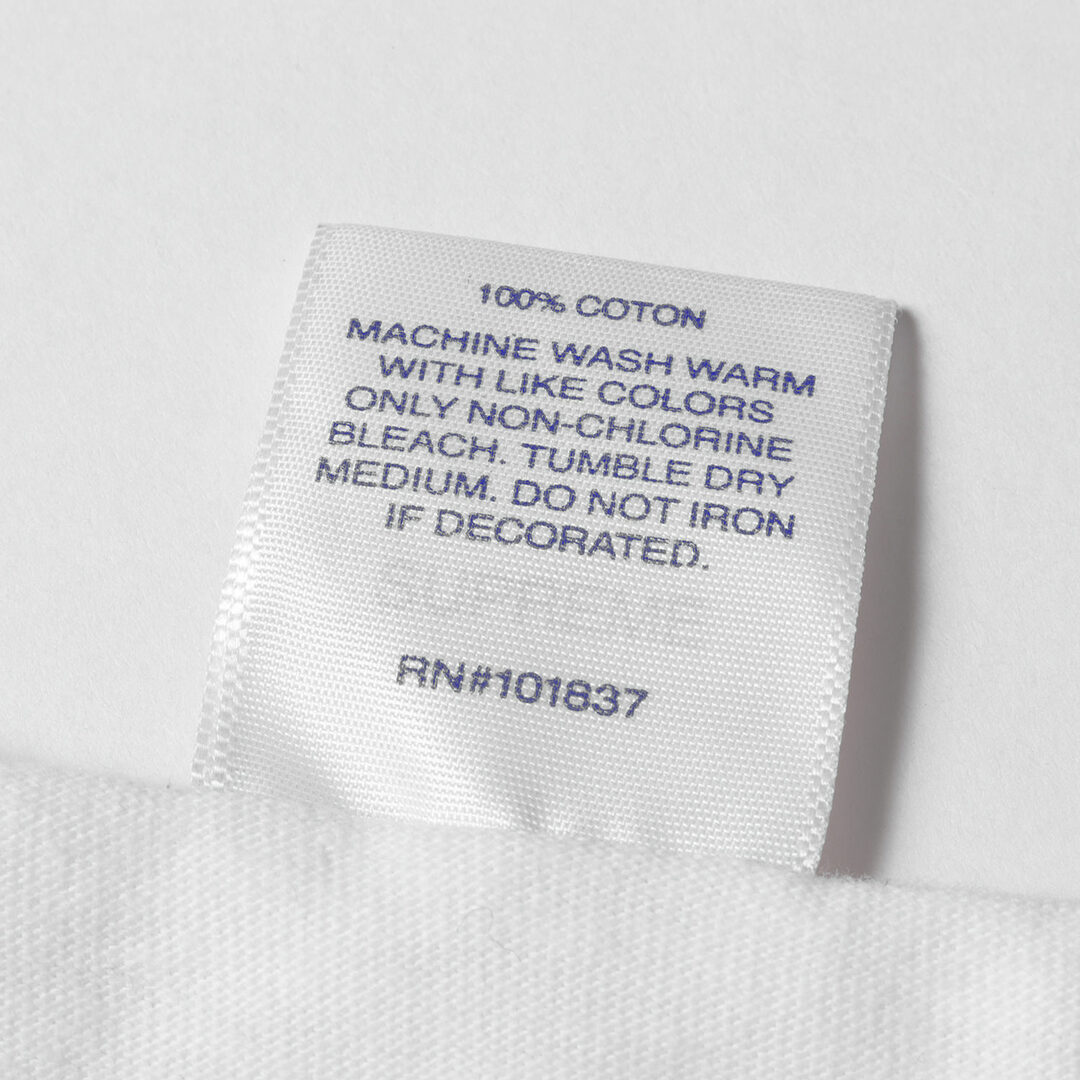 100% COTON
MACHINE WASH WARM
WITH LIKE COLORS
ONLY NON-CHLORINE
BLEACH. TUMBLE DRY
MEDIUM. DO NOT IRON
IF DECORATED.
RN#101837